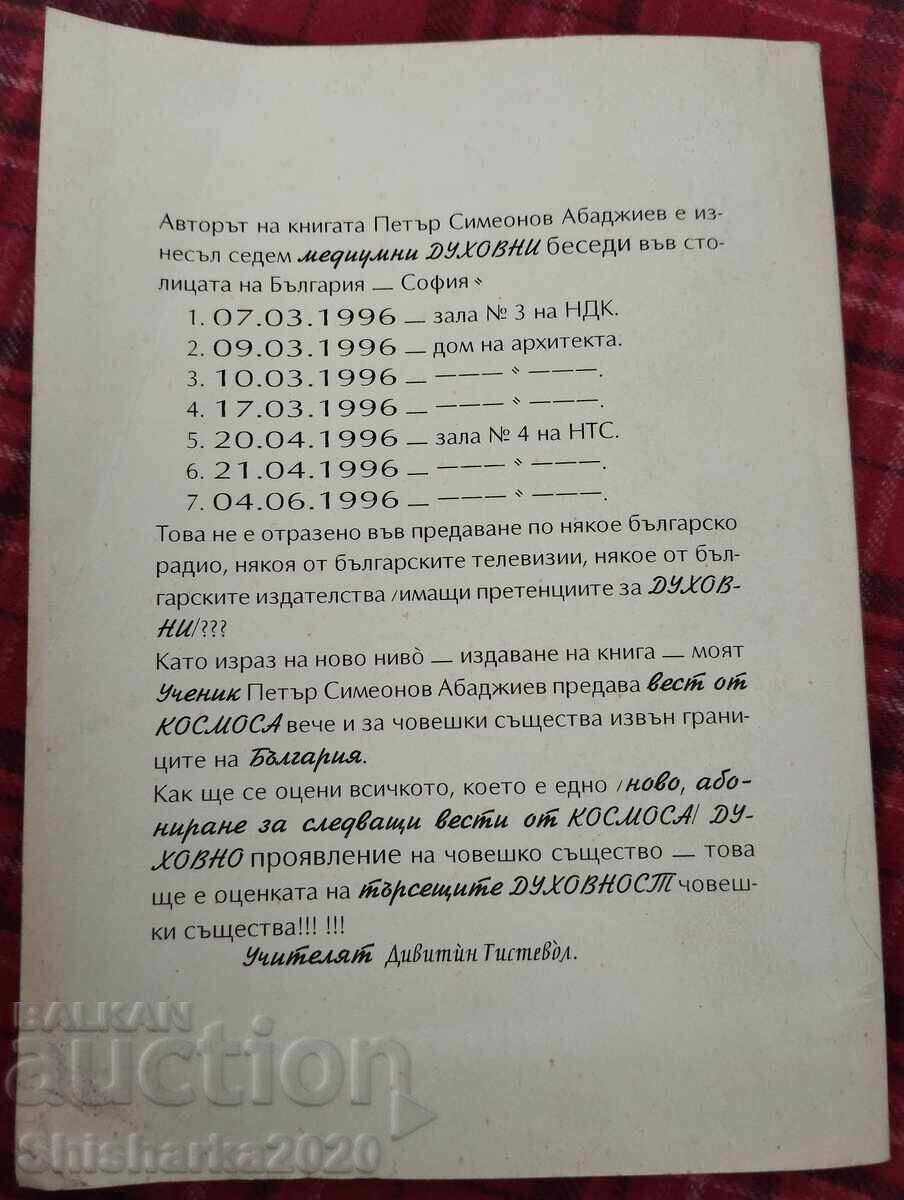 Авторът на книгата Петър Симеонов Абаджиев е из-
несъл седем медиумни ДУХОВНИ беседи във сто-
лицата на България — София〃
1. 07.03.1996 — зала № 3 на НДК.
2. 09.03.1996 — дом на архитекта.
3. 10.03.1996 — ——— 〃 ———.
4. 17.03.1996 — ——— 〃 ———.
5. 20.04.1996 — зала № 4 на НТС.
6. 21.04.1996 — ——— 〃 ———.
7. 04.06.1996 — ——— 〃 ———.
Това не е отразено във предаване по някое българско
радио, някоя от българските телевизии, някое от бъл-
гарските издателства /имащи претенциите за ДУХОВ-
НИ/???
Като израз на ново нивò — издаване на книга — моят
Ученик Петър Симеонов Абаджиев предава вест от
КОСМОСА вече и за човешки същества извън грани-
ците на България.
Как ще се оцени всичкото, което е едно /ново, або-
ниране за следващи вести от КОСМОСА/ ДУ-
ХОВНО проявление на човешко същество — това
ще е оценката на търсещите ДУХОВНОСТ човеш-
ки същества!!! !!!
Учителят Дивитѝн Тистевòл.
BALKAN
auction
Shisharka2020